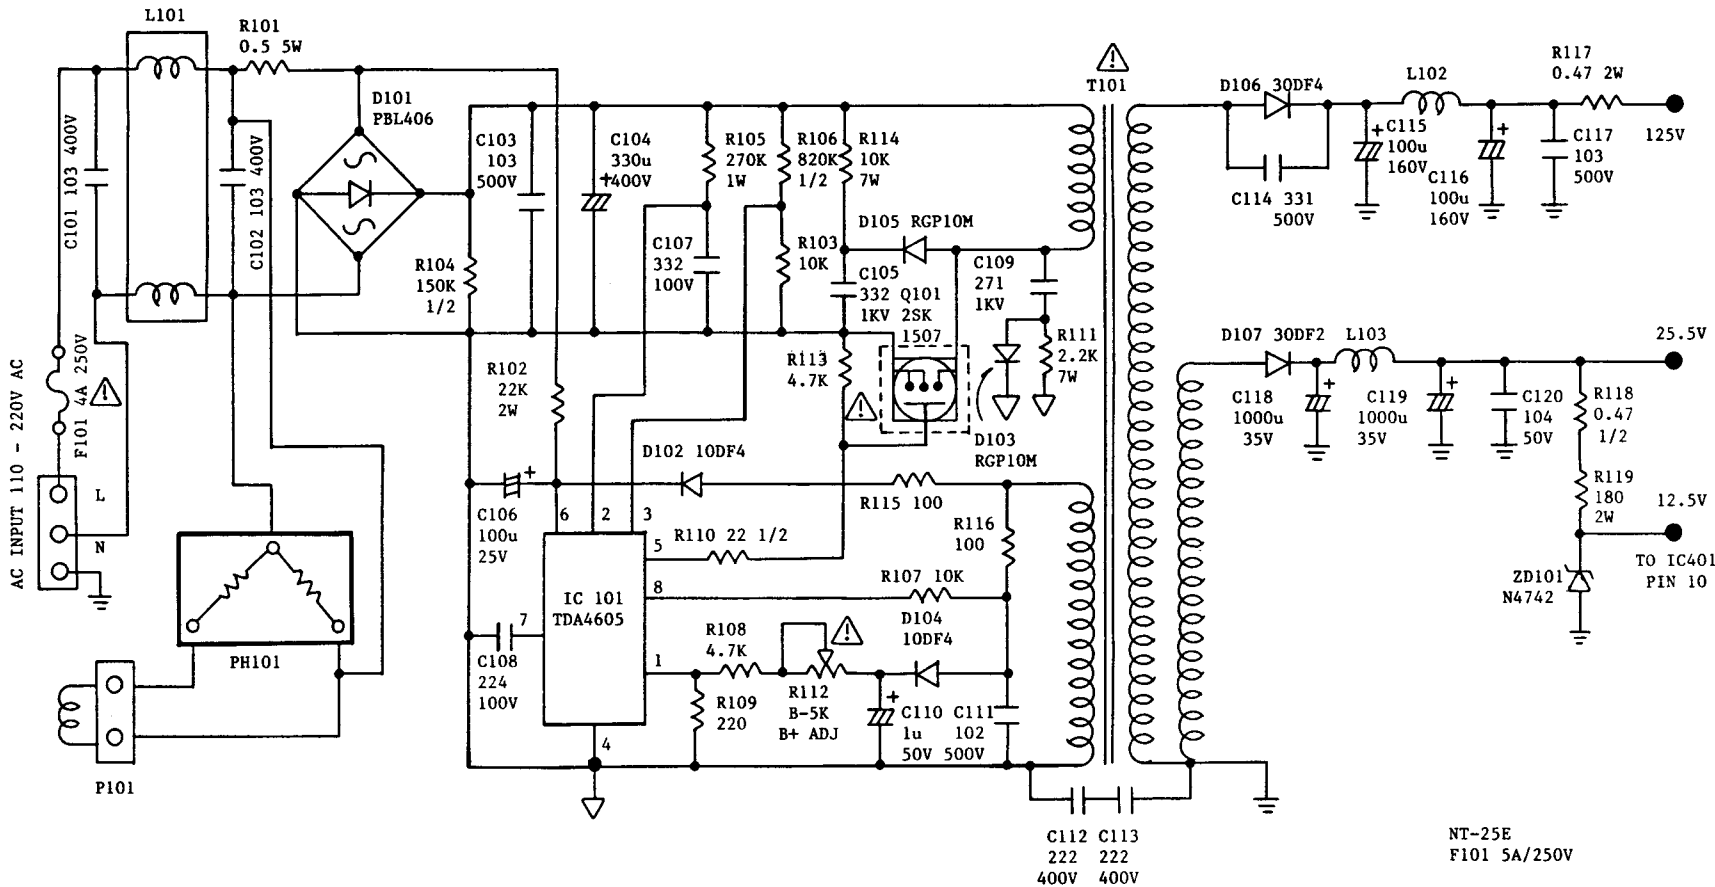 L101
R101
0.5 5W
D101
PBL406
C101 103 400V
C102 103 400V
C103
103
500V
C104
330u
400V
+
R105
270K
1W
R106
820K
1/2
R114
10K
7W
T101
D106 30DF4
L102
R117
0.47 2W
+
C115
100u
160V
+
C116
100u
160V
C117
103
500V
125V
C114 331
500V
D105 RGP10M
R104
150K
1/2
C107
332
100V
R103
10K
C105
332
1KV
Q101
2SK
1507
C109
271
1KV
R111
2.2K
7W
R113
4.7K
D103
RGP10M
R102
22K
2W
D107 30DF2
L103
25.5V
+
C118
1000u
35V
+
C119
1000u
35V
C120
104
50V
R118
0.47
1/2
R119
180
2W
12.5V
TO IC401
PIN 10
ZD101
N4742
AC INPUT 110 - 220V AC
F101 4A 250V
L
N
PH101
P101
D102 10DF4
+
C106
100u
25V
R115 100
R116
100
6
2
3
5
R110 22 1/2
8
R107 10K
D104
10DF4
IC 101
TDA4605
7
C108
224
100V
1
R108
4.7K
R109
220
R112
B-5K
B+ ADJ
+
C110
1u
50V
C111
102
500V
4
C112
222
400V
C113
222
400V
NT-25E
F101 5A/250V